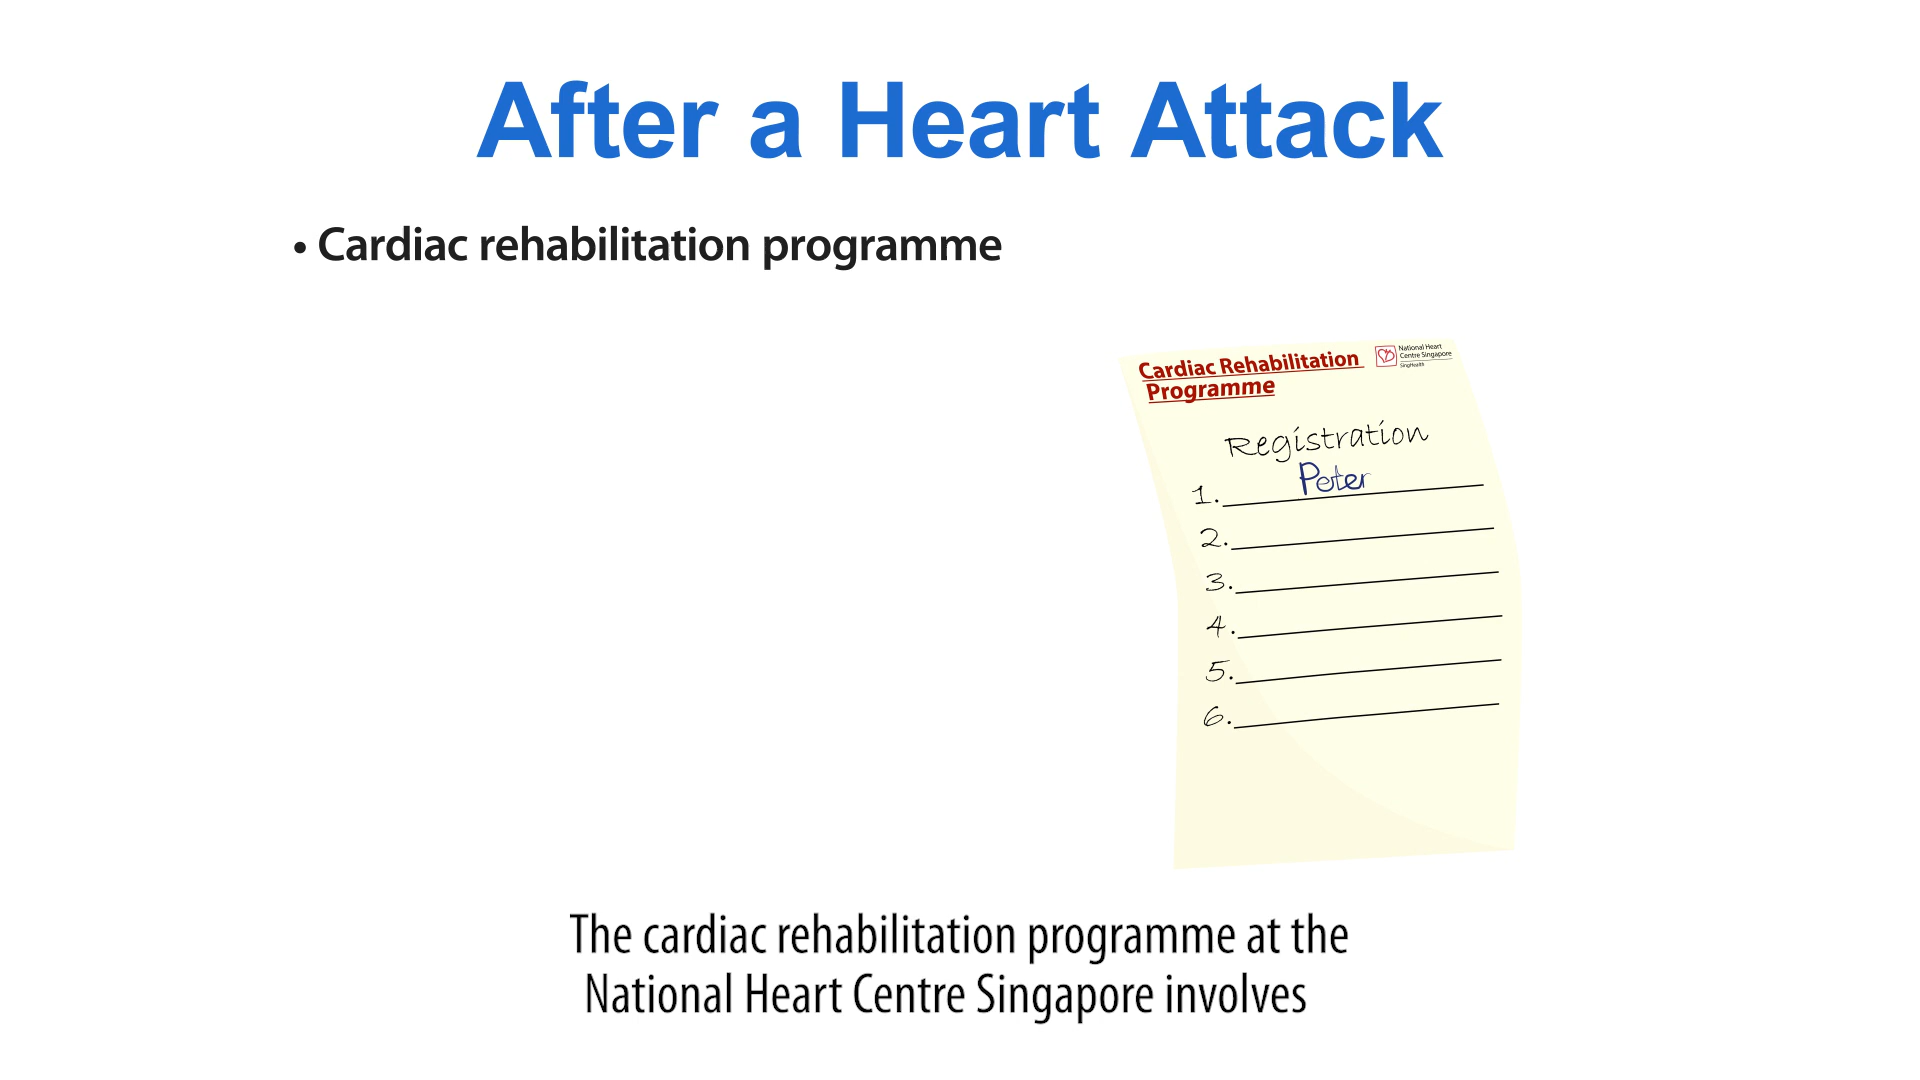 After a Heart Attack
• Cardiac rehabilitation programme
Cardiac Rehabilitation
Programme
National Heart
Centre Singapore
SingHealth
Registration
1. Peter
2.
3.
4.
5.
6.
The cardiac rehabilitation programme at the
National Heart Centre Singapore involves